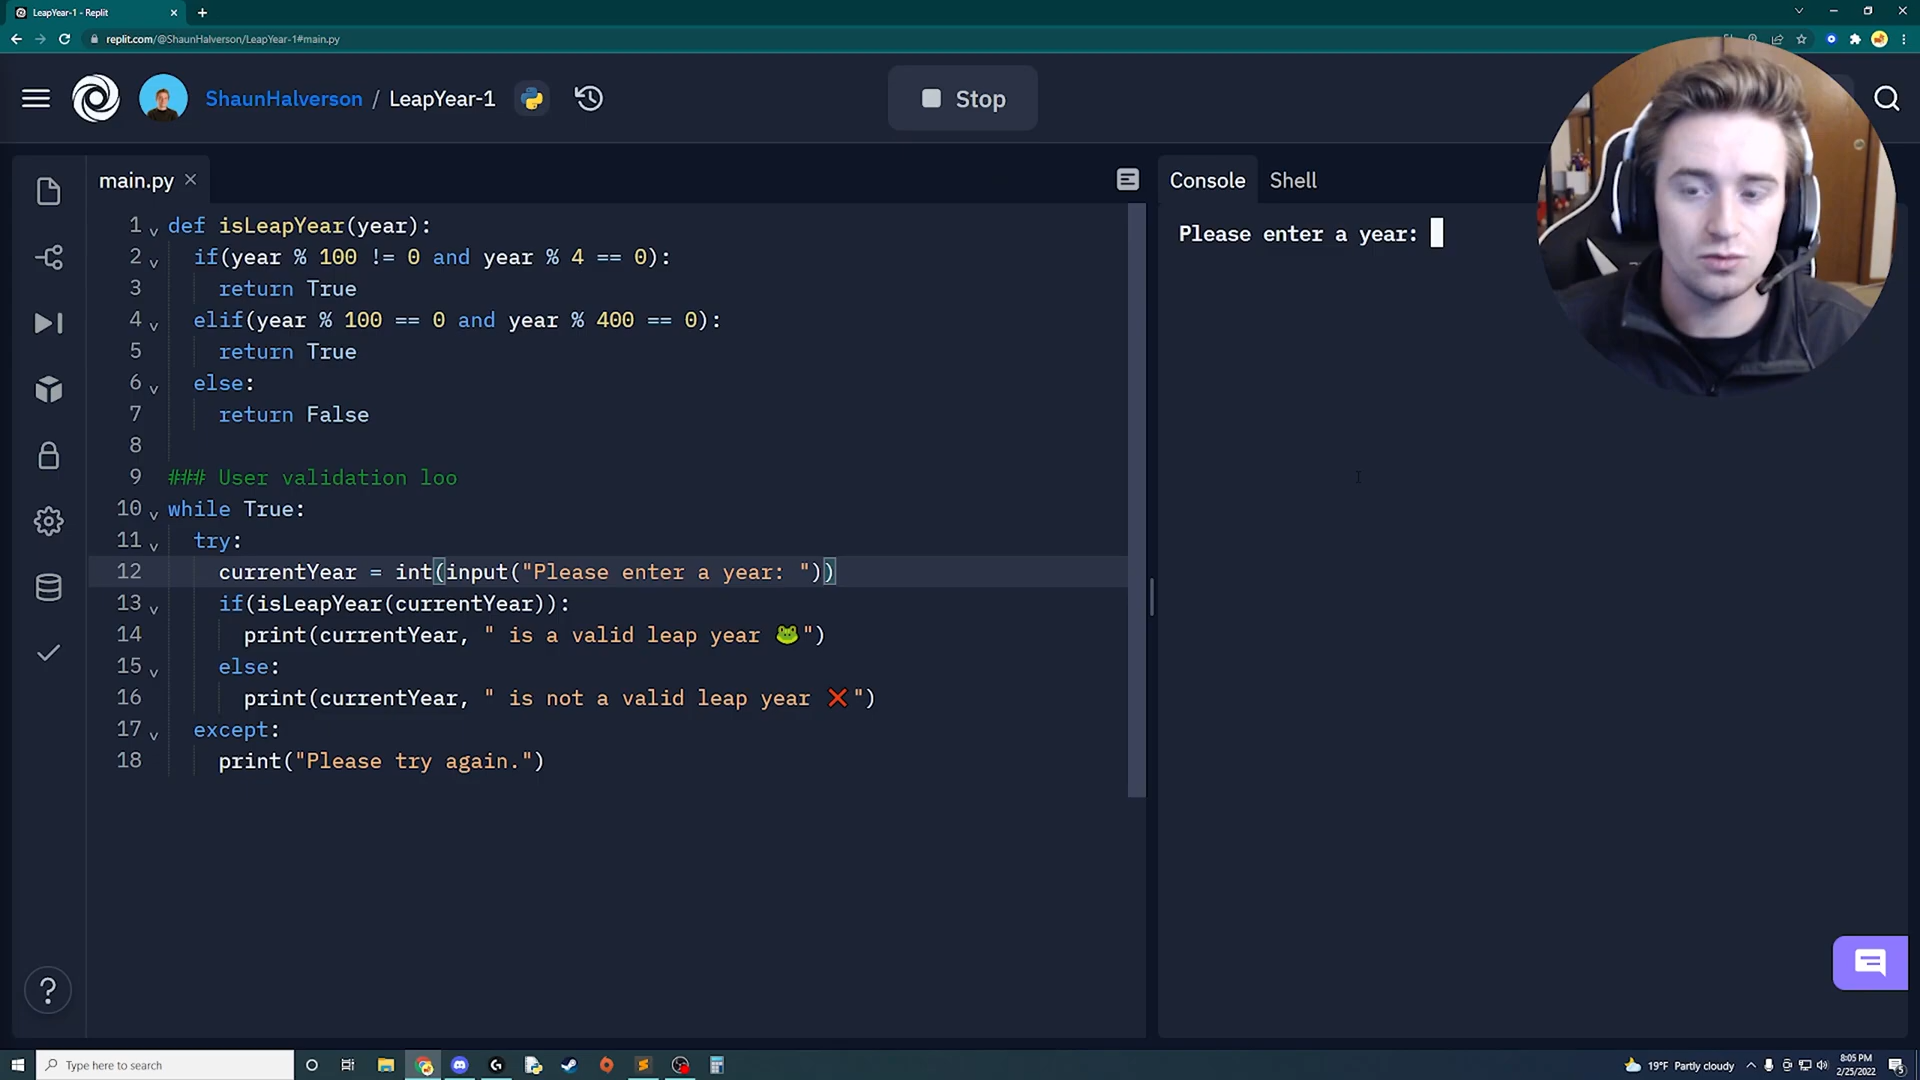 LeapYear-1 - Replit
replit.com/@ShaunHalverson/LeapYear-1#main.py
ShaunHalverson / LeapYear-1
Stop
main.py
Console
Shell
1 def isLeapYear(year):
2 if(year % 100 != 0 and year % 4 == 0):
3 return True
4 elif(year % 100 == 0 and year % 400 == 0):
5 return True
6 else:
7 return False
8
9 ### User validation loo
10 while True:
11 try:
12 currentYear = int(input("Please enter a year: "))
13 if(isLeapYear(currentYear)):
14 print(currentYear, " is a valid leap year 🐸")
15 else:
16 print(currentYear, " is not a valid leap year ❌")
17 except:
18 print("Please try again.")
Please enter a year:
Type here to search
19°F Partly cloudy
8:05 PM
2/25/2022
5